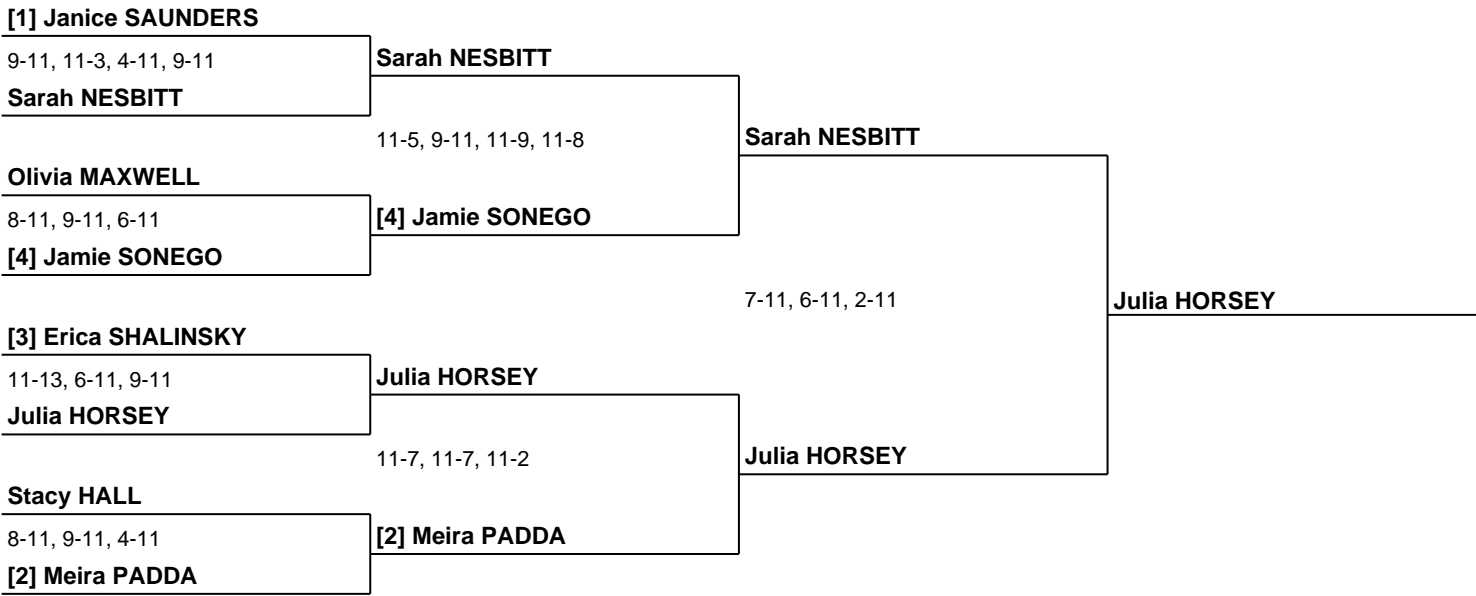 [1] Janice SAUNDERS
9-11, 11-3, 4-11, 9-11
Sarah NESBITT
Sarah NESBITT
11-5, 9-11, 11-9, 11-8
Sarah NESBITT
Olivia MAXWELL
8-11, 9-11, 6-11
[4] Jamie SONEGO
[4] Jamie SONEGO
7-11, 6-11, 2-11
Julia HORSEY
[3] Erica SHALINSKY
11-13, 6-11, 9-11
Julia HORSEY
Julia HORSEY
11-7, 11-7, 11-2
Julia HORSEY
Stacy HALL
8-11, 9-11, 4-11
[2] Meira PADDA
[2] Meira PADDA